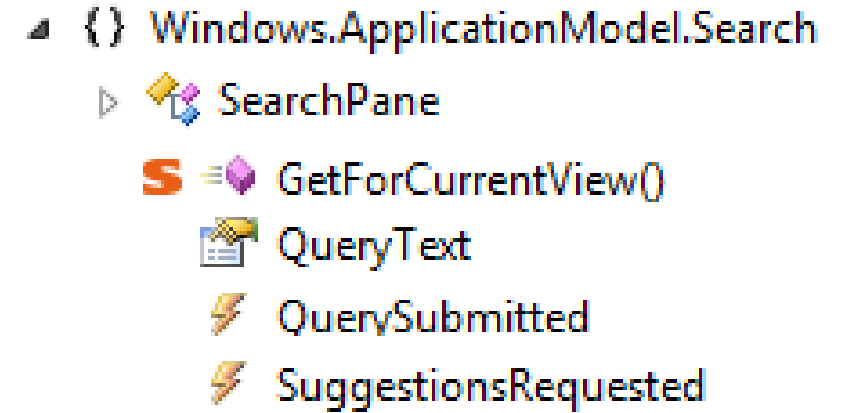 {} Windows.ApplicationModel.Search
SearchPane
S GetForCurrentView()
QueryText
QuerySubmitted
SuggestionsRequested